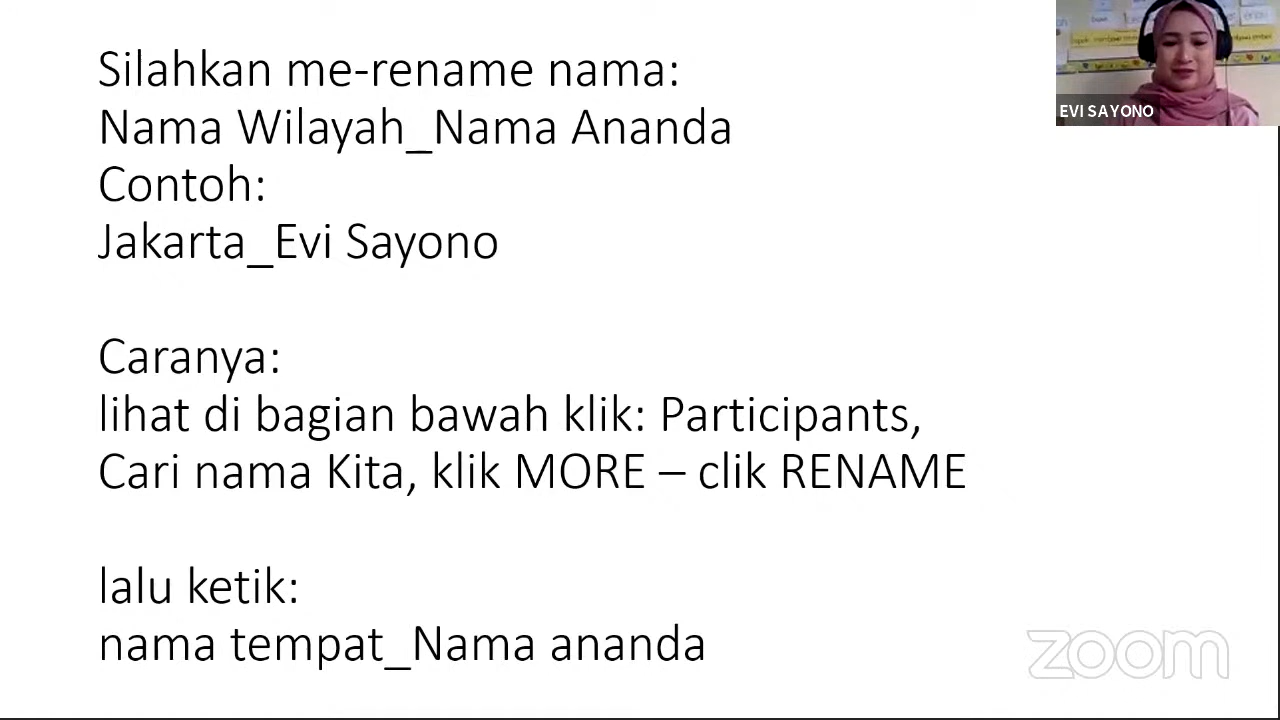 Silahkan me-rename nama:
Nama Wilayah_Nama Ananda
Contoh:
Jakarta_Evi Sayono
Caranya:
lihat di bagian bawah klik: Participants,
Cari nama Kita, klik MORE – clik RENAME
lalu ketik:
nama tempat_Nama ananda
EVI SAYONO
zoom